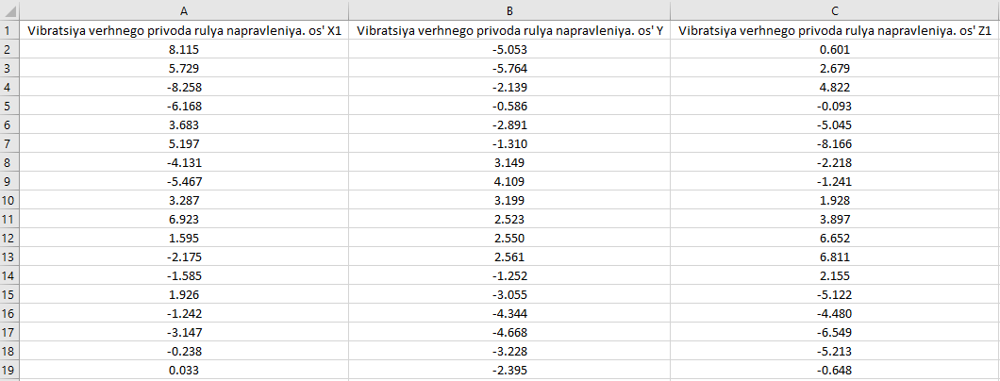 A B C
1 Vibratsiya verhnego privoda rulya napravleniya. os' X1 Vibratsiya verhnego privoda rulya napravleniya. os' Y Vibratsiya verhnego privoda rulya napravleniya. os' Z1
2 8.115 -5.053 0.601
3 5.729 -5.764 2.679
4 -8.258 -2.139 4.822
5 -6.168 -0.586 -0.093
6 3.683 -2.891 -5.045
7 5.197 -1.310 -8.166
8 -4.131 3.149 -2.218
9 -5.467 4.109 -1.241
10 3.287 3.199 1.928
11 6.923 2.523 3.897
12 1.595 2.550 6.652
13 -2.175 2.561 6.811
14 -1.585 -1.252 2.155
15 1.926 -3.055 -5.122
16 -1.242 -4.344 -4.480
17 -3.147 -4.668 -6.549
18 -0.238 -3.228 -5.213
19 0.033 -2.395 -0.648